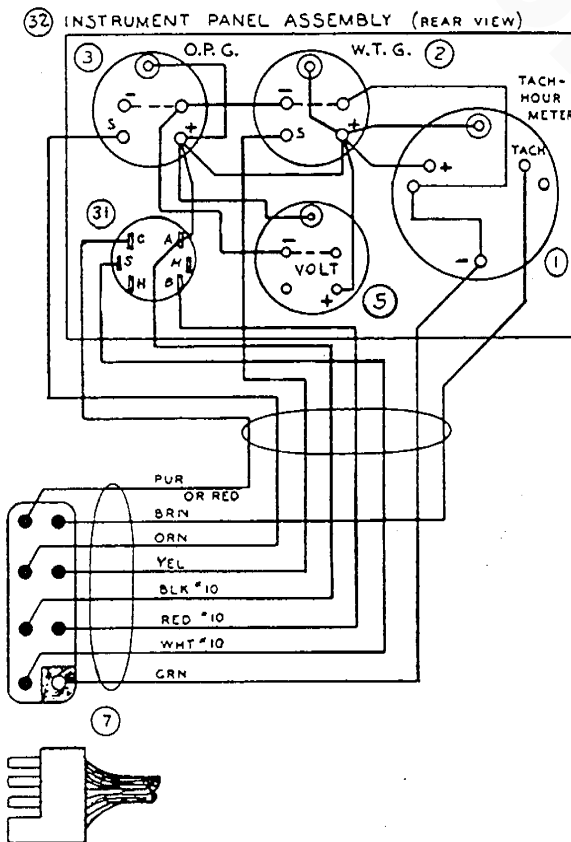 32 INSTRUMENT PANEL ASSEMBLY (REAR VIEW)
3 O.P.G. W.T.G. 2
TACH-
HOUR
METER
- -
S + S + + TACH
31
C A
S H
H B
- VOLT +
5
-
1
PUR
OR RED
BRN
ORN
YEL
BLK #10
RED #10
WHT #10
GRN
7